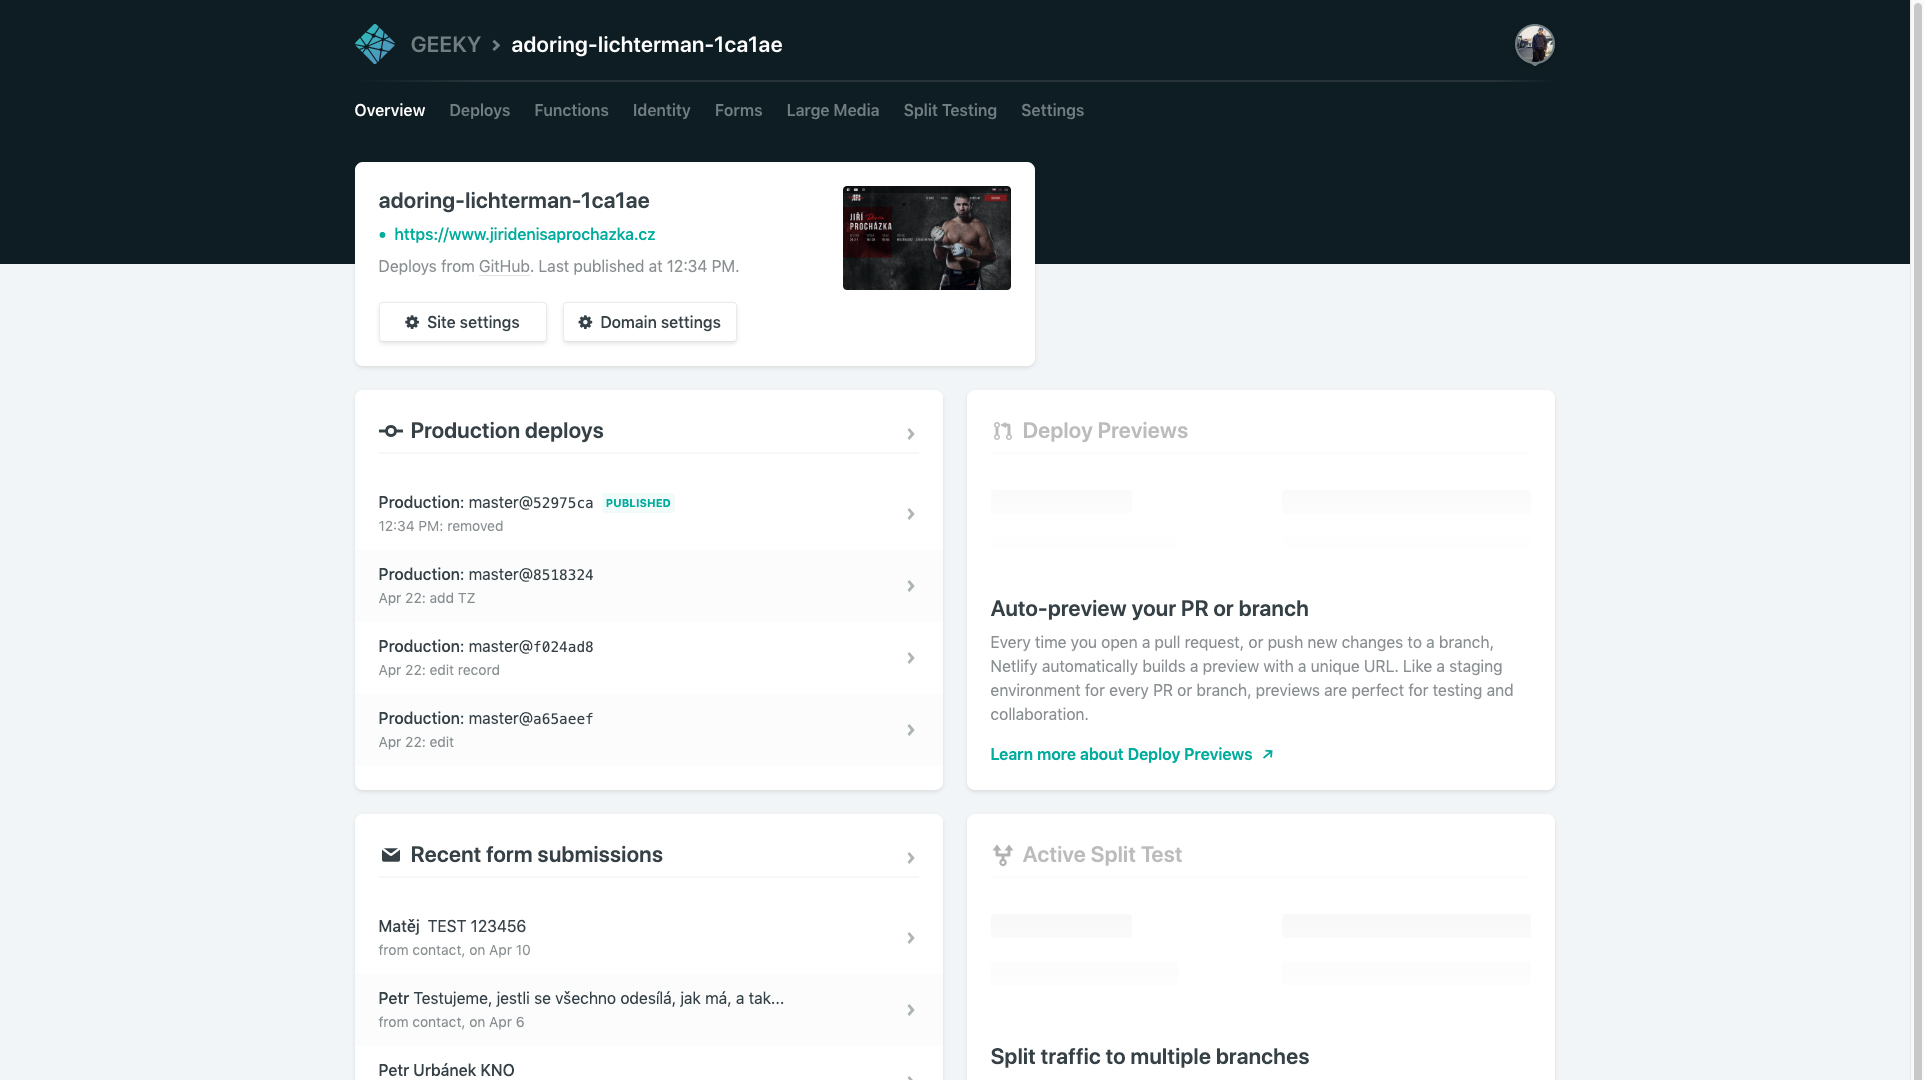 GEEKY > adoring-lichterman-1ca1ae
Overview Deploys Functions Identity Forms Large Media Split Testing Settings
adoring-lichterman-1ca1ae
https://www.jiridenisaprochazka.cz
Deploys from GitHub. Last published at 12:34 PM.
JIŘÍ
PROCHÁZKA
Site settings
Domain settings
Production deploys
Production: master@52975ca PUBLISHED
12:34 PM: removed
Production: master@8518324
Apr 22: add TZ
Production: master@f024ad8
Apr 22: edit record
Production: master@a65aeef
Apr 22: edit
Deploy Previews
Auto-preview your PR or branch
Every time you open a pull request, or push new changes to a branch,
Netlify automatically builds a preview with a unique URL. Like a staging
environment for every PR or branch, previews are perfect for testing and
collaboration.
Learn more about Deploy Previews
Recent form submissions
Matěj TEST 123456
from contact, on Apr 10
Petr Testujeme, jestli se všechno odesílá, jak má, a tak...
from contact, on Apr 6
Petr Urbánek KNO
Active Split Test
Split traffic to multiple branches